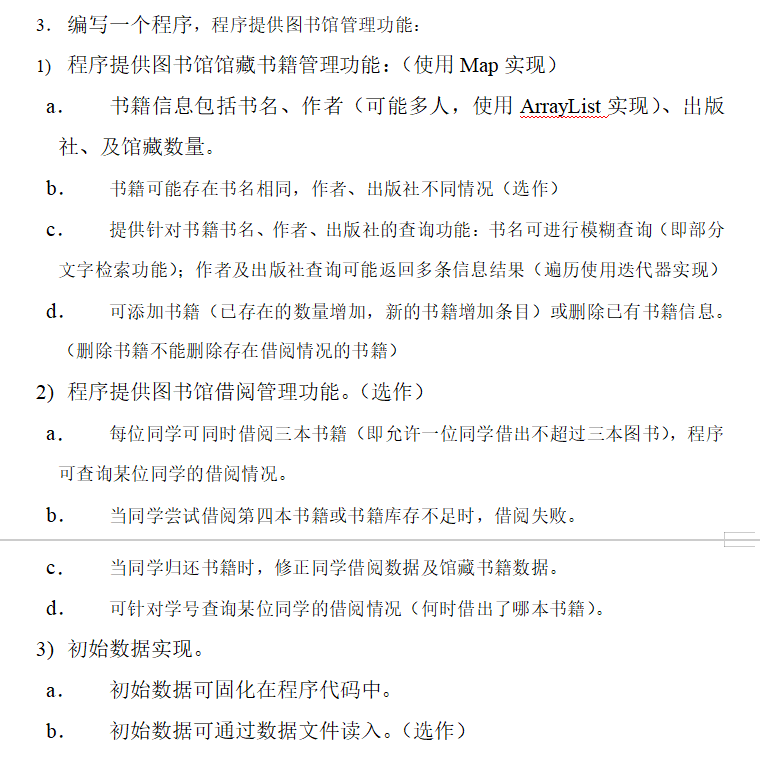 3． 编写一个程序，程序提供图书馆管理功能：
1） 程序提供图书馆馆藏书籍管理功能：（使用 Map 实现）
a． 书籍信息包括书名、作者（可能多人，使用 ArrayList 实现）、出版
社、及馆藏数量。
b． 书籍可能存在书名相同，作者、出版社不同情况（选作）
c． 提供针对书籍书名、作者、出版社的查询功能：书名可进行模糊查询（即部分
文字检索功能）；作者及出版社查询可能返回多条信息结果（遍历使用迭代器实现）
d． 可添加书籍（已存在的数量增加，新的书籍增加条目）或删除已有书籍信息。
（删除书籍不能删除存在借阅情况的书籍）
2） 程序提供图书馆借阅管理功能。（选作）
a． 每位同学可同时借阅三本书籍（即允许一位同学借出不超过三本图书），程序
可查询某位同学的借阅情况。
b． 当同学尝试借阅第四本书籍或书籍库存不足时，借阅失败。
c． 当同学归还书籍时，修正同学借阅数据及馆藏书籍数据。
d． 可针对学号查询某位同学的借阅情况（何时借出了哪本书籍）。
3） 初始数据实现。
a． 初始数据可固化在程序代码中。
b． 初始数据可通过数据文件读入。（选作）